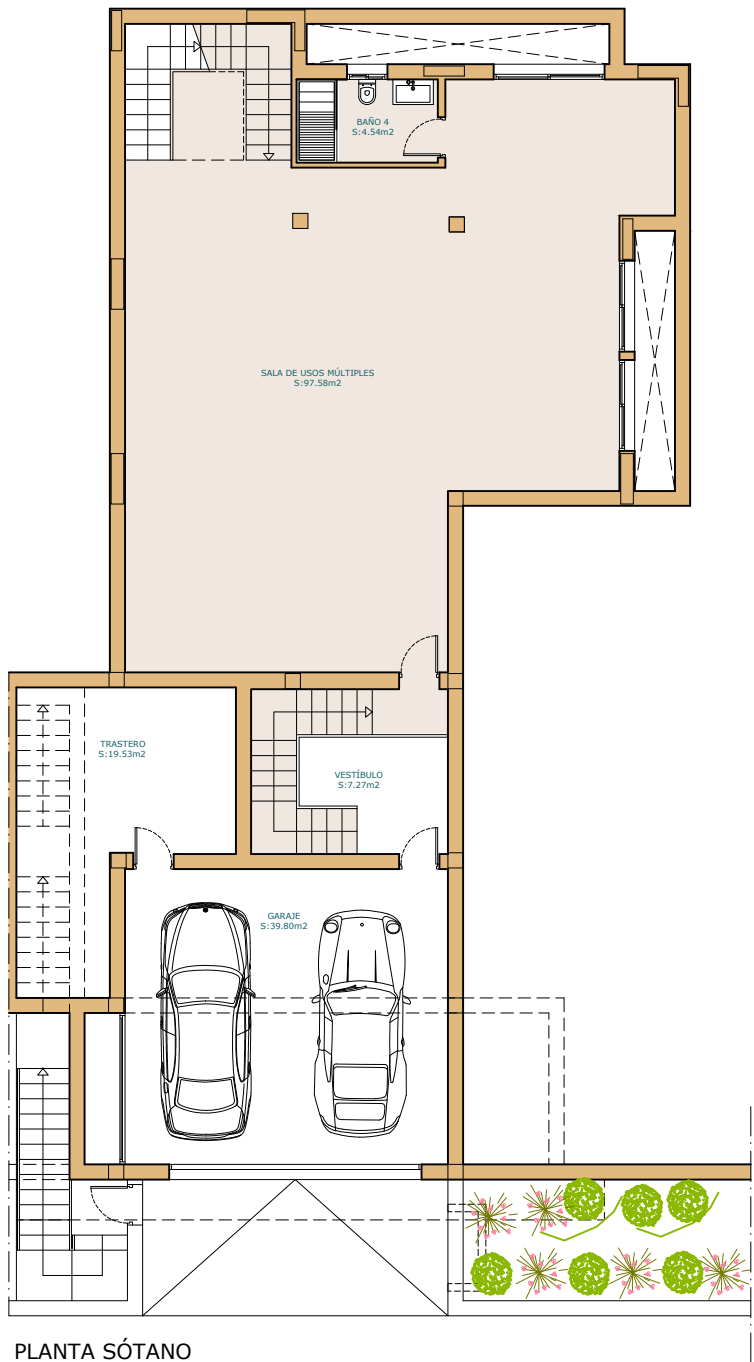 BAÑO 4
S:4.54m2
SALA DE USOS MÚLTIPLES
S:97.58m2
TRASTERO
S:19.53m2
VESTÍBULO
S:7.27m2
GARAJE
S:39.80m2
PLANTA SÓTANO